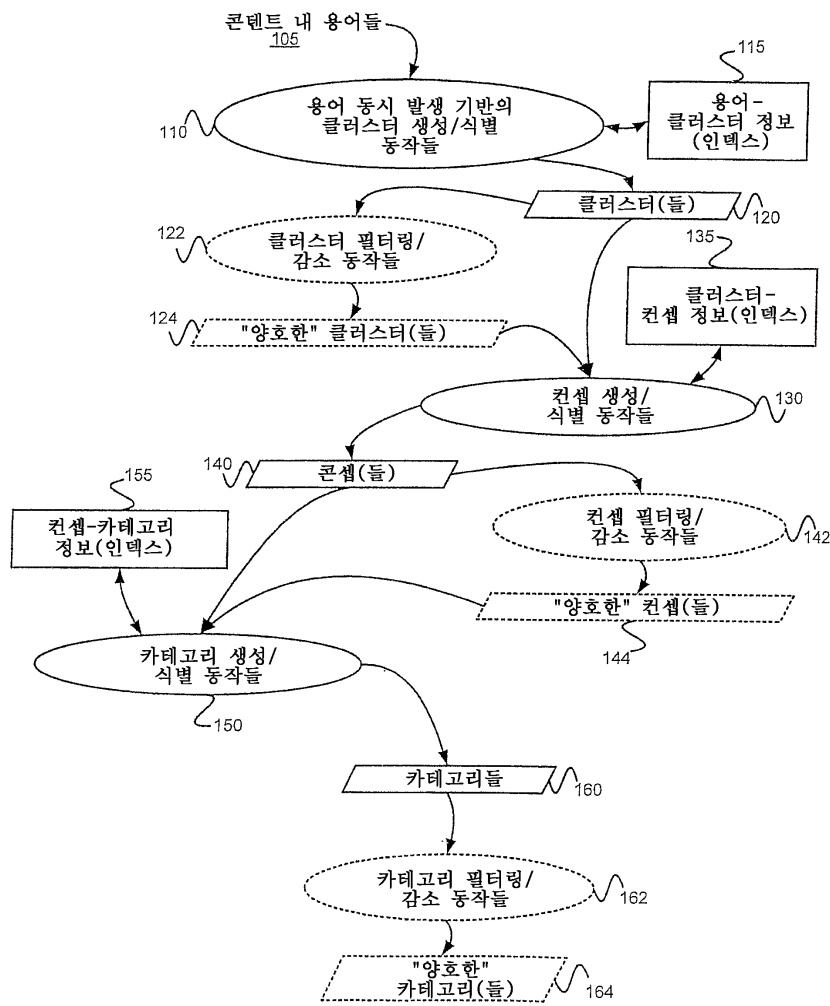 콘텐트 내 용어들
105
115
용어 동시 발생 기반의
클러스터 생성/식별
동작들
110
용어-
클러스터 정보
(인덱스)
클러스터(들)
120
122
클러스터 필터링/
감소 동작들
135
클러스터-
컨셉 정보(인덱스)
124
"양호한" 클러스터(들)
컨셉 생성/
식별 동작들
130
140
콘셉(들)
155
컨셉-카테고리
정보(인덱스)
컨셉 필터링/
감소 동작들
142
"양호한" 컨셉(들)
144
카테고리 생성/
식별 동작들
150
카테고리들
160
카테고리 필터링/
감소 동작들
162
"양호한"
카테고리(들)
164